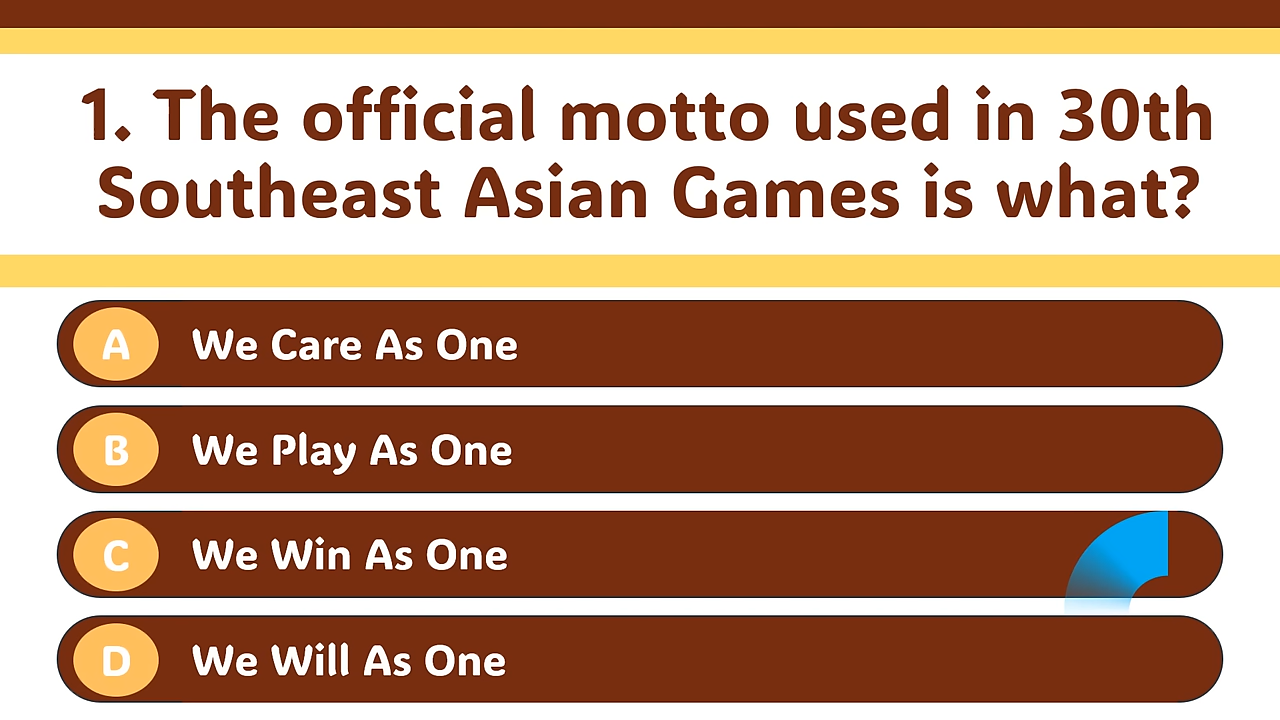 1. The official motto used in 30th
Southeast Asian Games is what?
A We Care As One
B We Play As One
C We Win As One
D We Will As One